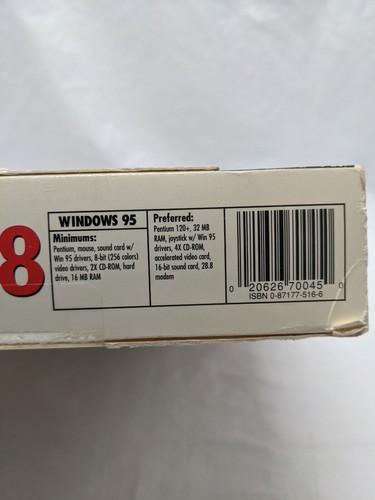 8
WINDOWS 95
Minimums:
Pentium, mouse, sound card w/
Win 95 drivers, 8-bit (256 colors)
video drivers, 2X CD-ROM, hard
drive, 16 MB RAM
Preferred:
Pentium 120+, 32 MB
RAM, joystick w/ Win 95
drivers, 4X CD-ROM,
accelerated video card,
16-bit sound card, 28.8
modem
0 20626 70045 0
ISBN 0-87177-516-6